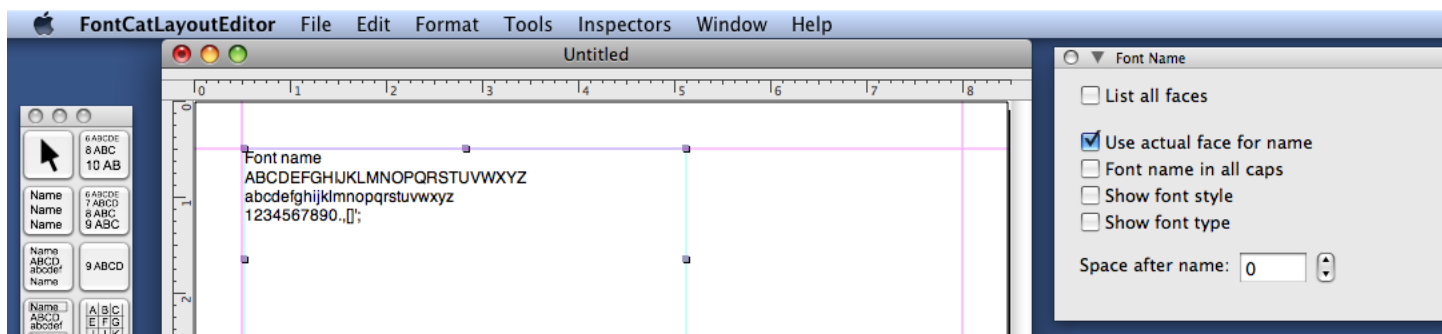 FontCatLayoutEditor File Edit Format Tools Inspectors Window Help
Untitled
0 1 2 3 4 5 6 7 8
0
1
2
Font name
ABCDEFGHIJKLMNOPQRSTUVWXYZ
abcdefghijklmnopqrstuvwxyz
1234567890.,[]';
6 ABCDE
8 ABC
10 AB
Name
Name
Name
6 ABCDE
7 ABCD
8 ABC
9 ABC
Name
ABCD
abcdef
Name
9 ABCD
Name
ABCD
abcdef
A B C
E F G
I J K
Font Name
List all faces
Use actual face for name
Font name in all caps
Show font style
Show font type
Space after name: 0